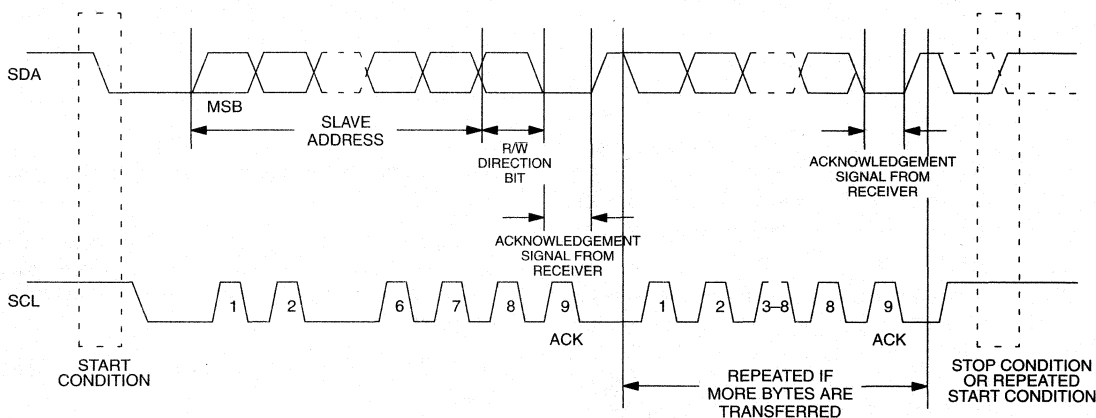 SDA
MSB
SLAVE
ADDRESS
R/W̅
DIRECTION
BIT
ACKNOWLEDGEMENT
SIGNAL FROM
RECEIVER
ACKNOWLEDGEMENT
SIGNAL FROM
RECEIVER
SCL
1 2 6 7 8 9 1 2 3–8 8 9
ACK ACK
START
CONDITION
REPEATED IF
MORE BYTES ARE
TRANSFERRED
STOP CONDITION
OR REPEATED
START CONDITION